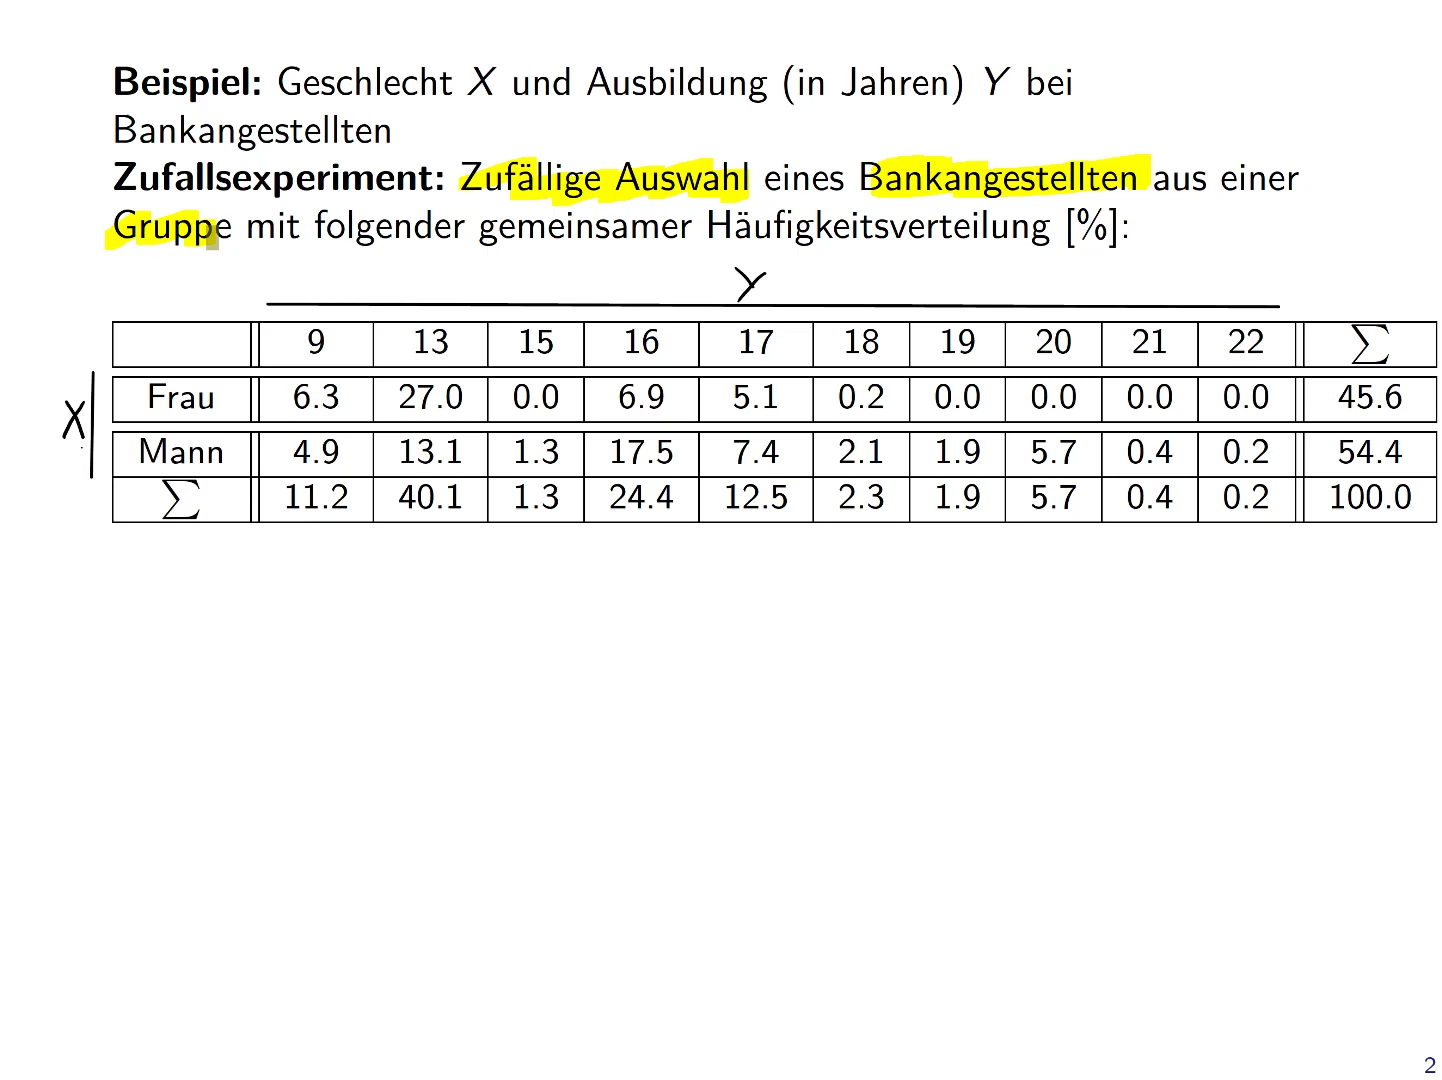 Beispiel: Geschlecht X und Ausbildung (in Jahren) Y bei
Bankangestellten
Zufallsexperiment: Zufällige Auswahl eines Bankangestellten aus einer
Gruppe mit folgender gemeinsamer Häufigkeitsverteilung [%]:
Y
9 13 15 16 17 18 19 20 21 22 ∑
X
Frau 6.3 27.0 0.0 6.9 5.1 0.2 0.0 0.0 0.0 0.0 45.6
Mann 4.9 13.1 1.3 17.5 7.4 2.1 1.9 5.7 0.4 0.2 54.4
∑ 11.2 40.1 1.3 24.4 12.5 2.3 1.9 5.7 0.4 0.2 100.0
2